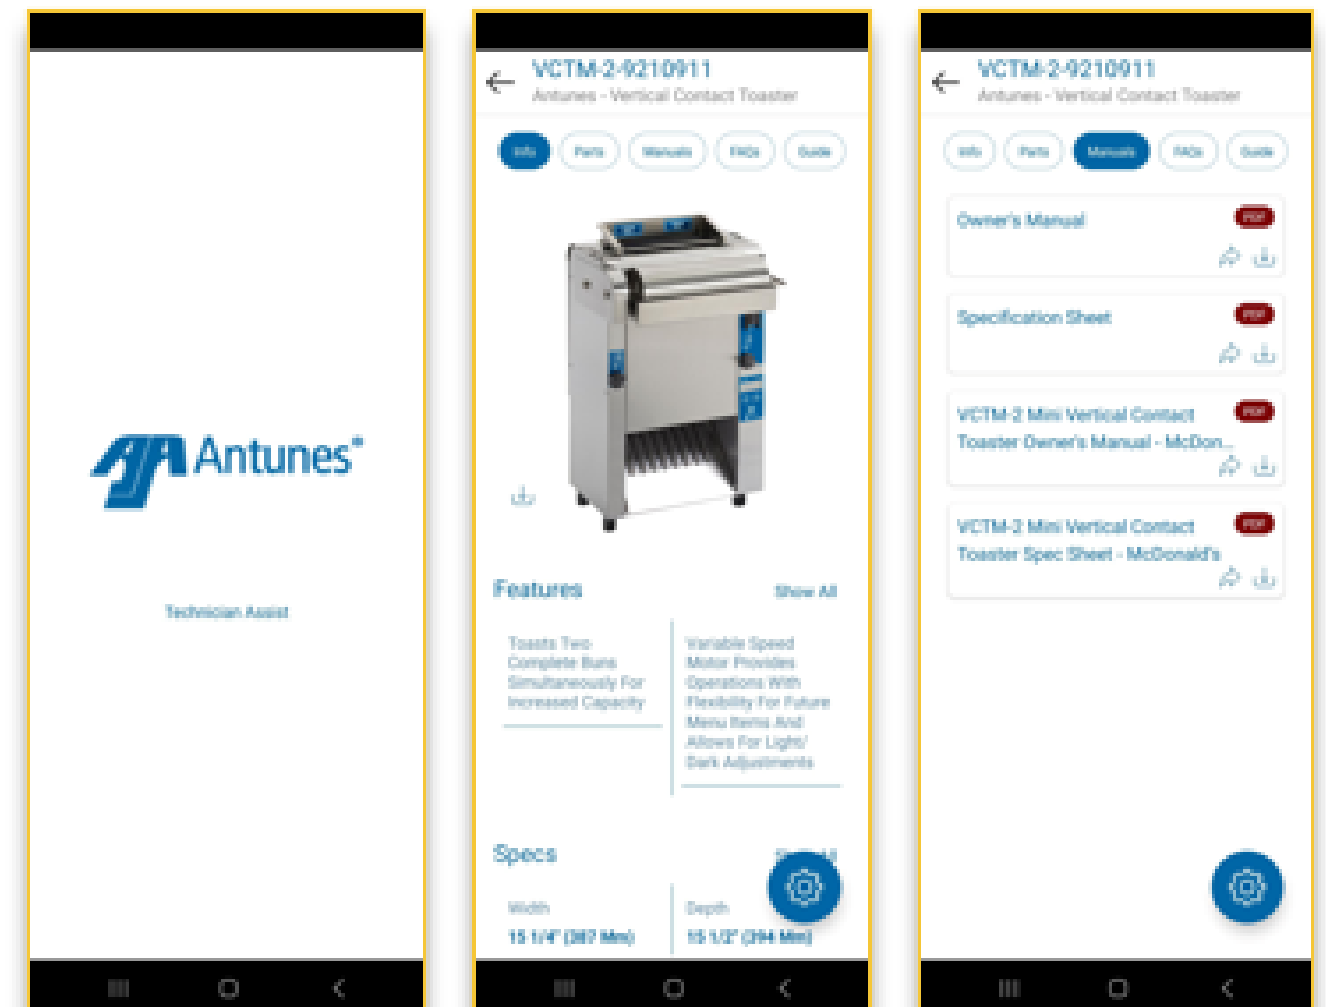 Antunes®
Technician Assist
VCTM-2-9210911
Antunes - Vertical Contact Toaster
Info
Parts
Manuals
FAQs
Guide
Features
Show All
Toasts Two
Complete Buns
Simultaneously For
Increased Capacity
Variable Speed
Motor Provides
Operations With
Flexibility For Future
Menu Items And
Allows For Light/
Dark Adjustments
Specs
Width
15 1/4" (387 Mm)
Depth
15 1/2" (394 Mm)
VCTM-2-9210911
Antunes - Vertical Contact Toaster
Info
Parts
Manuals
FAQs
Guide
Owner's Manual
PDF
Specification Sheet
PDF
VCTM-2 Mini Vertical Contact
Toaster Owner's Manual - McDon...
PDF
VCTM-2 Mini Vertical Contact
Toaster Spec Sheet - McDonald's
PDF